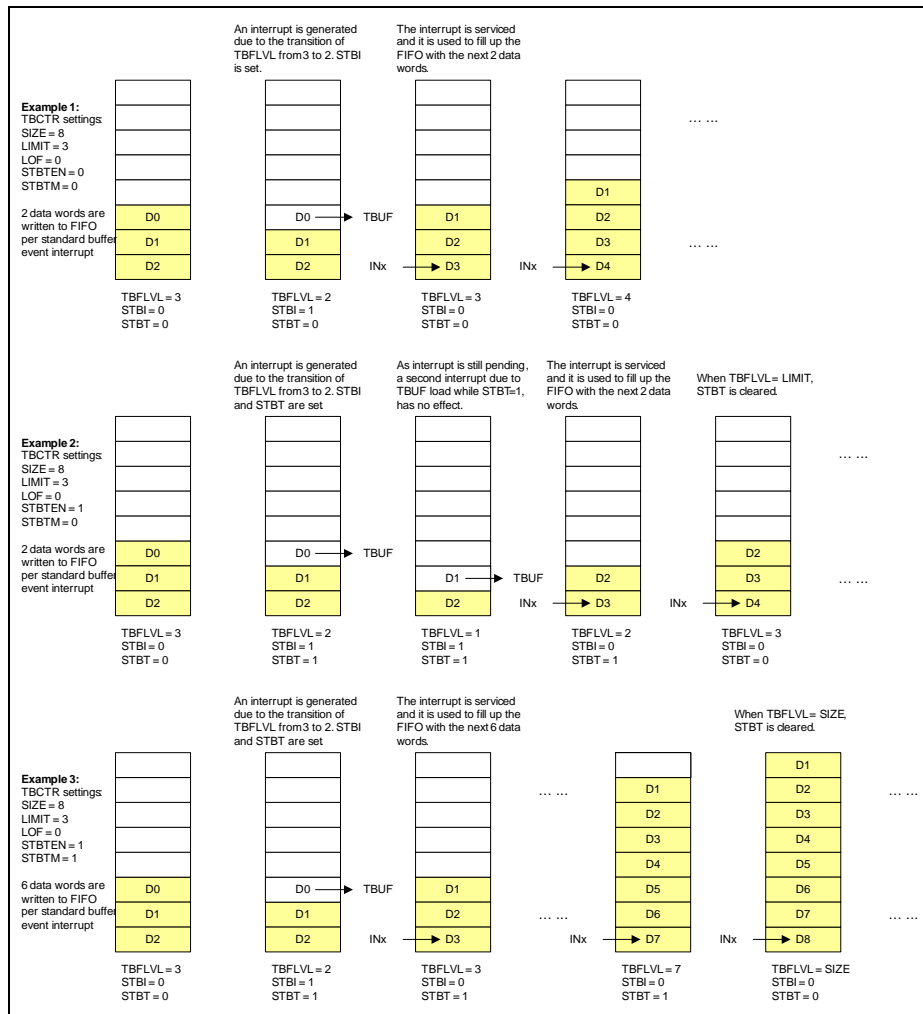 An interrupt is generated
due to the transition of
TBFLVL from 3 to 2. STBI
is set.
The interrupt is serviced
and it is used to fill up the
FIFO with the next 2 data
words.
Example 1:
TBCTR settings:
SIZE = 8
LIMIT = 3
LOF = 0
STBTEN = 0
STBTM = 0
2 data words are
written to FIFO
per standard buffer
event interrupt
... ...
D0
D1
D2
D0
TBUF
D1
D2
D1
D2
INx
D3
D1
D2
D3
INx
D4
... ...
TBFLVL = 3
STBI = 0
STBT = 0
TBFLVL = 2
STBI = 1
STBT = 0
TBFLVL = 3
STBI = 0
STBT = 0
TBFLVL = 4
STBI = 0
STBT = 0
An interrupt is generated
due to the transition of
TBFLVL from 3 to 2. STBI
and STBT are set
As interrupt is still pending,
a second interrupt due to
TBUF load while STBT=1,
has no effect.
The interrupt is serviced
and it is used to fill up the
FIFO with the next 2 data
words.
When TBFLVL = LIMIT,
STBT is cleared.
Example 2:
TBCTR settings:
SIZE = 8
LIMIT = 3
LOF = 0
STBTEN = 1
STBTM = 0
2 data words are
written to FIFO
per standard buffer
event interrupt
... ...
D0
D1
D2
D0
TBUF
D1
D2
D1
TBUF
D2
D2
INx
D3
D2
D3
INx
D4
... ...
TBFLVL = 3
STBI = 0
STBT = 0
TBFLVL = 2
STBI = 1
STBT = 1
TBFLVL = 1
STBI = 1
STBT = 1
TBFLVL = 2
STBI = 0
STBT = 1
TBFLVL = 3
STBI = 0
STBT = 0
An interrupt is generated
due to the transition of
TBFLVL from 3 to 2. STBI
and STBT are set
The interrupt is serviced
and it is used to fill up the
FIFO with the next 6 data
words.
When TBFLVL = SIZE,
STBT is cleared.
Example 3:
TBCTR settings:
SIZE = 8
LIMIT = 3
LOF = 0
STBTEN = 1
STBTM = 1
6 data words are
written to FIFO
per standard buffer
event interrupt
D0
D1
D2
D0
TBUF
D1
D2
D1
D2
INx
D3
... ...
... ...
D1
D2
D3
D4
D5
D6
INx
D7
D1
D2
D3
D4
D5
D6
D7
INx
D8
... ...
... ...
TBFLVL = 3
STBI = 0
STBT = 0
TBFLVL = 2
STBI = 1
STBT = 1
TBFLVL = 3
STBI = 0
STBT = 1
TBFLVL = 7
STBI = 0
STBT = 1
TBFLVL = SIZE
STBI = 0
STBT = 0